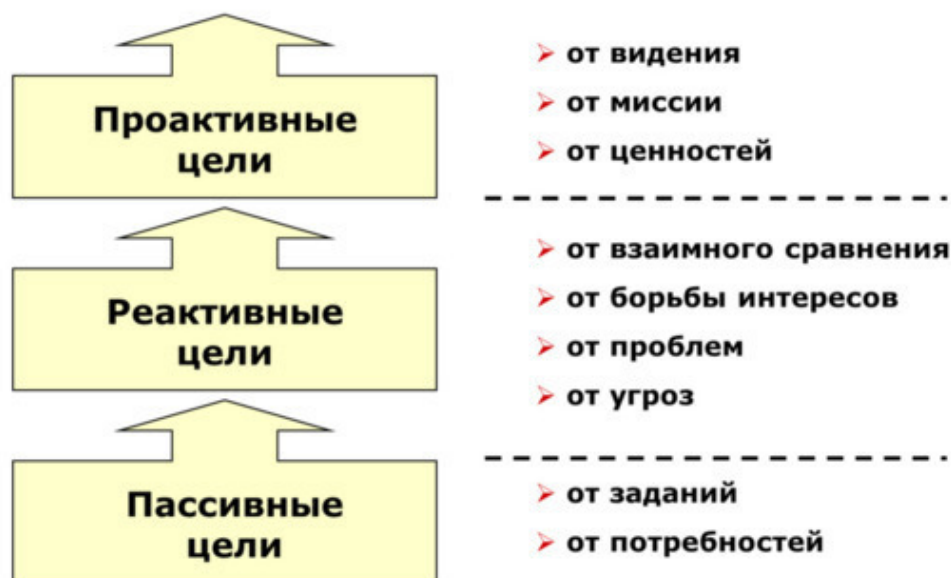 Проактивные
цели
от видения
от миссии
от ценностей
Реактивные
цели
от взаимного сравнения
от борьбы интересов
от проблем
от угроз
Пассивные
цели
от заданий
от потребностей